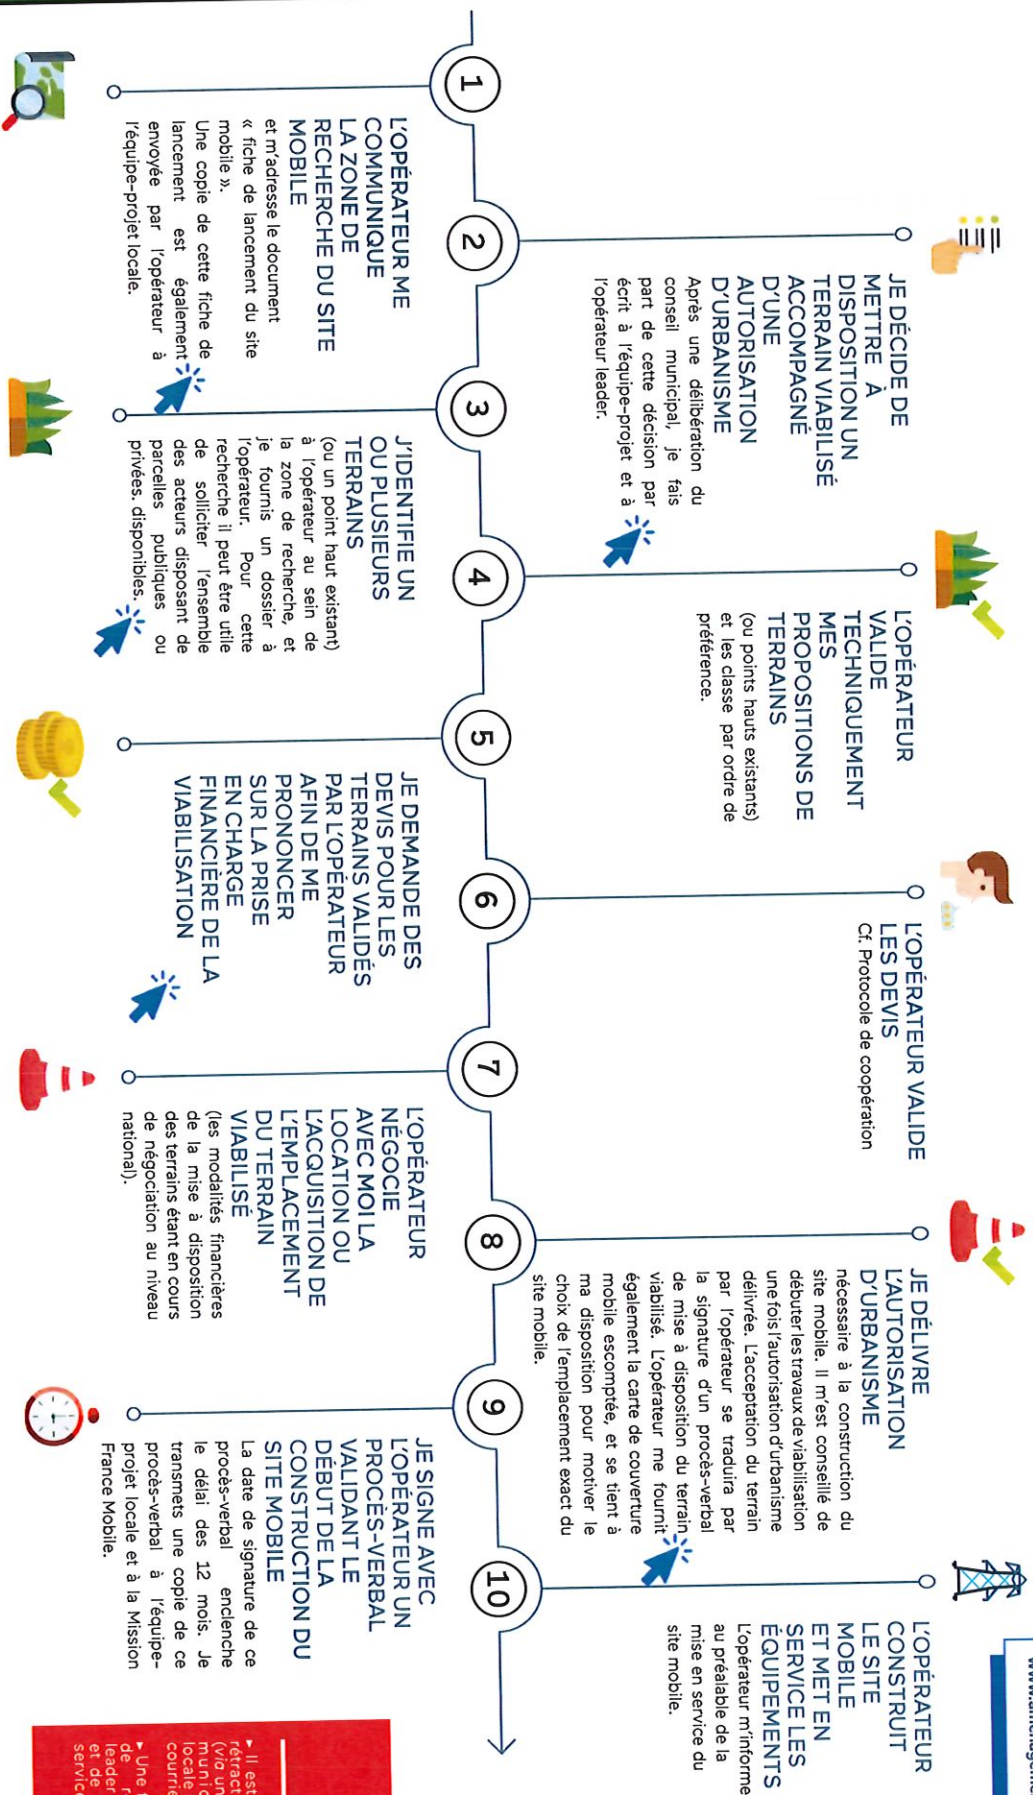 1
L'OPÉRATEUR ME
COMMUNIQUE
LA ZONE DE
RECHERCHE DU SITE
MOBILE
et m'adresse le document
« fiche de lancement du site
mobile ».
Une copie de cette fiche de
lancement est également
envoyée par l'opérateur à
l'équipe-projet locale.
2
JE DÉCIDE DE
METTRE À
DISPOSITION UN
TERRAIN VIABILISÉ
ACCOMPAGNÉ
D'UNE
AUTORISATION
D'URBANISME
Après une délibération du
conseil municipal, je fais
part de cette décision par
écrit à l'équipe-projet et à
l'opérateur leader.
3
J'IDENTIFIE UN
OU PLUSIEURS
TERRAINS
(ou un point haut existant)
à l'opérateur au sein de
la zone de recherche, et
je fournis un dossier à
l'opérateur. Pour cette
recherche il peut être utile
de solliciter l'ensemble
des acteurs disposant de
parcelles publiques ou
privées. disponibles.
4
L'OPÉRATEUR
VALIDE
TECHNIQUEMENT
MES
PROPOSITIONS DE
TERRAINS
(ou points hauts existants)
et les classe par ordre de
préférence.
5
JE DEMANDE DES
DEVIS POUR LES
TERRAINS VALIDÉS
PAR L'OPÉRATEUR
AFIN DE ME
PRONONCER
SUR LA PRISE
EN CHARGE
FINANCIÈRE DE LA
VIABILISATION
6
L'OPÉRATEUR VALIDE
LES DEVIS
Cf. Protocole de coopération
7
L'OPÉRATEUR
NÉGOCIE
AVEC MOI LA
LOCATION OU
L'ACQUISITION DE
L'EMPLACEMENT
DU TERRAIN
VIABILISÉ
(les modalités financières
de la mise à disposition
des terrains étant en cours
de négociation au niveau
national).
8
JE DÉLIVRE
L'AUTORISATION
D'URBANISME
nécessaire à la construction du
site mobile. Il m'est conseillé de
débuter les travaux de viabilisation
une fois l'autorisation d'urbanisme
délivrée. L'acceptation du terrain
par l'opérateur se traduira par
la signature d'un procès-verbal
de mise à disposition du terrain
viabilisé. L'opérateur me fournit
également la carte de couverture
mobile escomptée, et se tient à
ma disposition pour motiver le
choix de l'emplacement exact du
site mobile.
9
JE SIGNE AVEC
L'OPÉRATEUR UN
PROCÈS-VERBAL
VALIDANT LE
DÉBUT DE LA
CONSTRUCTION DU
SITE MOBILE
La date de signature de ce
procès-verbal enclenche
le délai des 12 mois. Je
transmets une copie de ce
procès-verbal à l'équipe-
projet locale et à la Mission
France Mobile.
10
L'OPÉRATEUR
CONSTRUIT
LE SITE
MOBILE
ET MET EN
SERVICE LES
ÉQUIPEMENTS
L'opérateur m'informe
au préalable de la
mise en service du
site mobile.
▸ Il est
(via un
locale
▸ Une
de
leader
et de